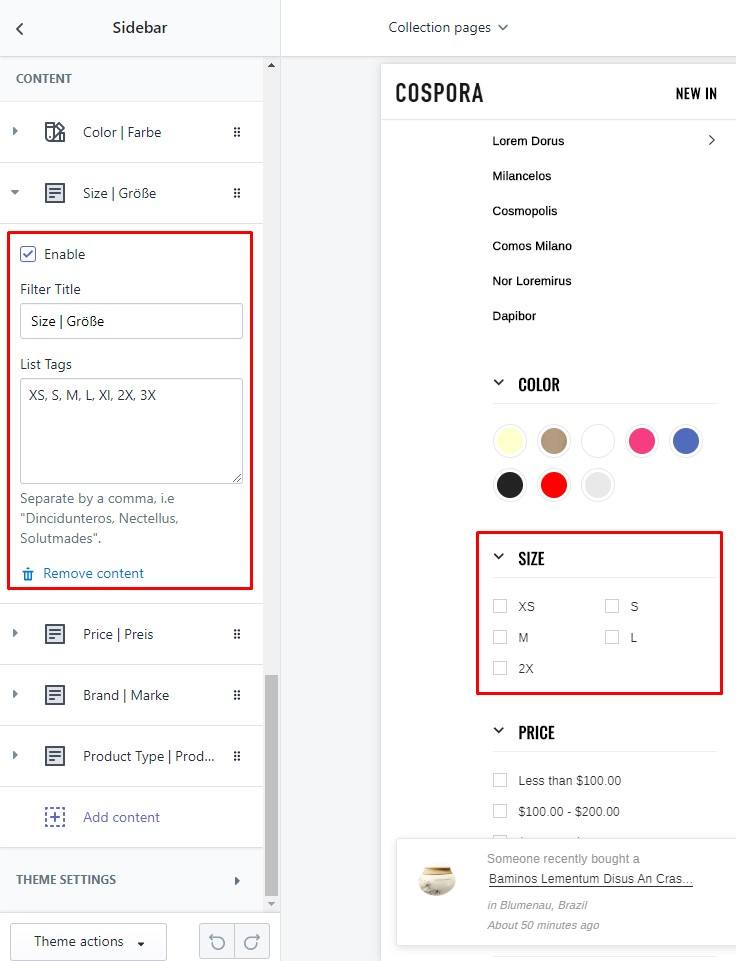 Sidebar
Collection pages
CONTENT
Color | Farbe
Size | Größe
Enable
Filter Title
Size | Größe
List Tags
XS, S, M, L, Xl, 2X, 3X
Separate by a comma, i.e
"Dincidunteros, Nectellus,
Solutmades".
Remove content
Price | Preis
Brand | Marke
Product Type | Prod...
Add content
THEME SETTINGS
Theme actions
COSPORA
NEW IN
Lorem Dorus
Milancelos
Cosmopolis
Comos Milano
Nor Loremirus
Dapibor
COLOR
SIZE
XS S
M L
2X
PRICE
Less than $100.00
$100.00 - $200.00
Someone recently bought a
Baminos Lementum Disus An Cras...
in Blumenau, Brazil
About 50 minutes ago